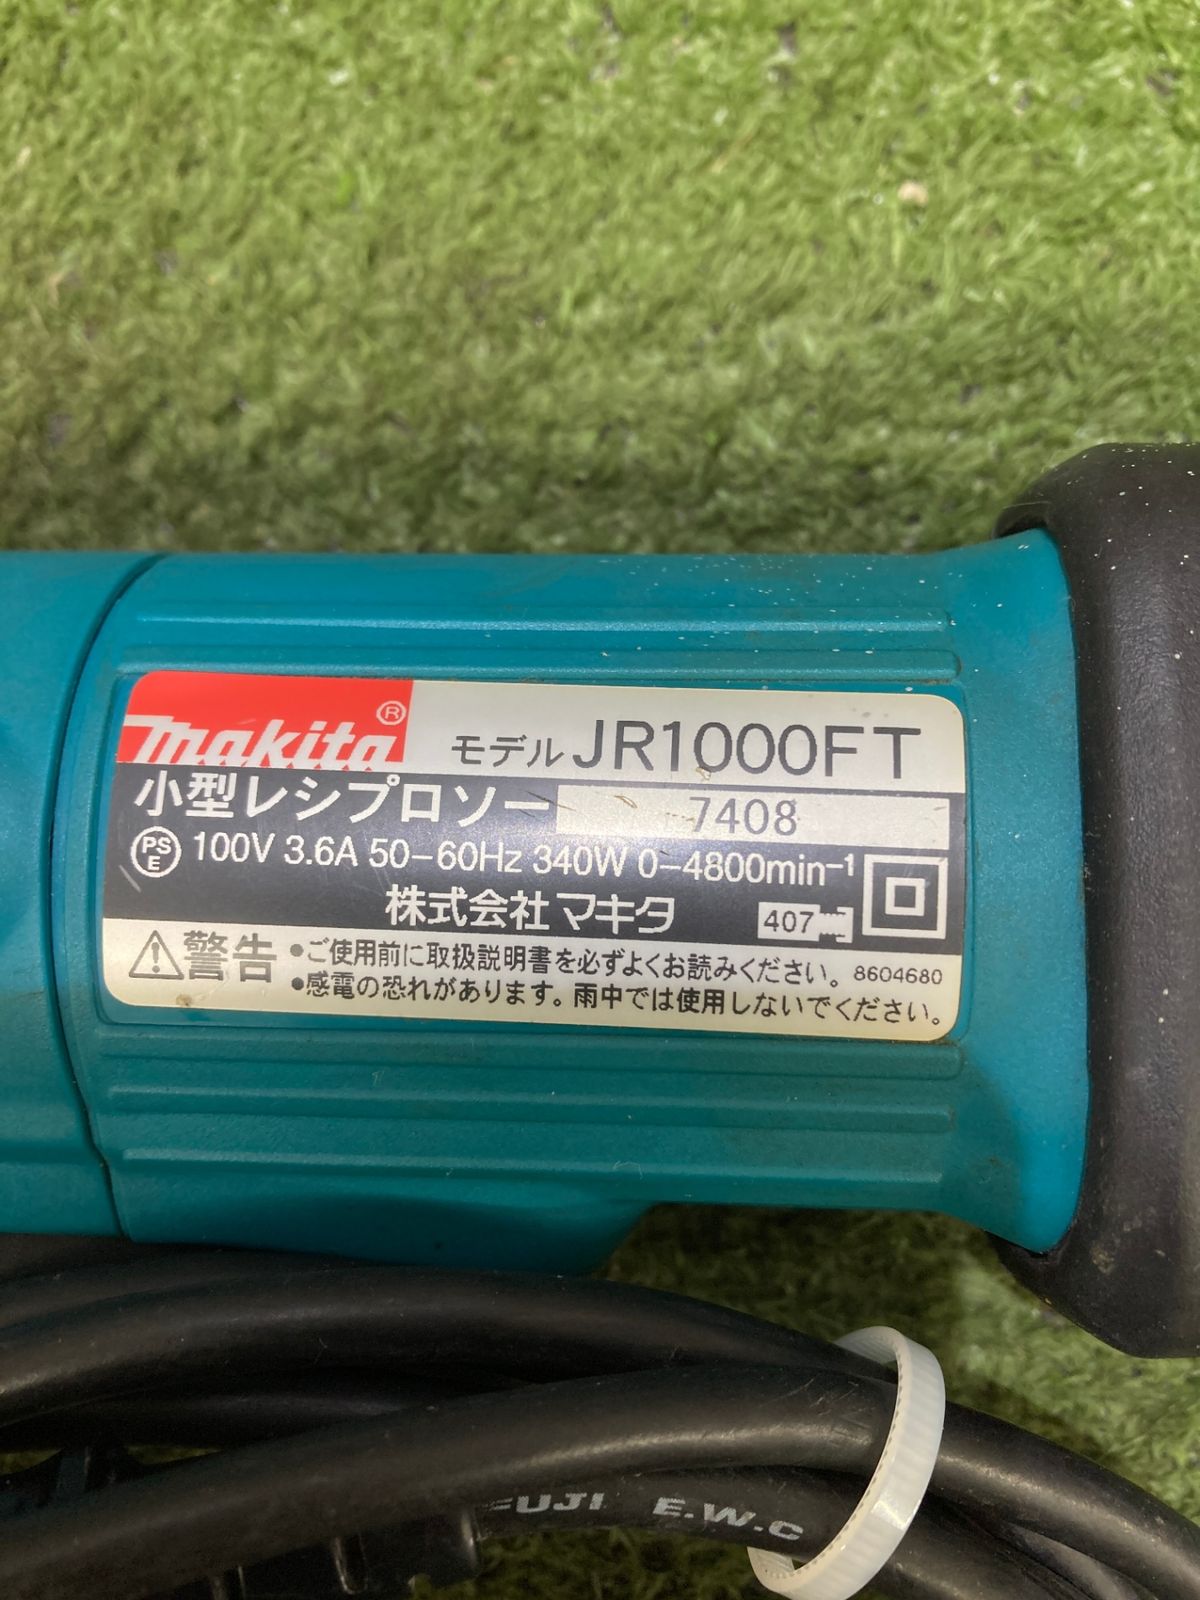 makita®
モデル JR1000FT
小型レシプロソー 7408
PS E 100V 3.6A 50-60Hz 340W 0-4800min⁻¹
株式会社マキタ 407
警告 •ご使用前に取扱説明書を必ずよくお読みください。 8604680
•感電の恐れがあります。雨中では使用しないでください。
FUJI E.W.C